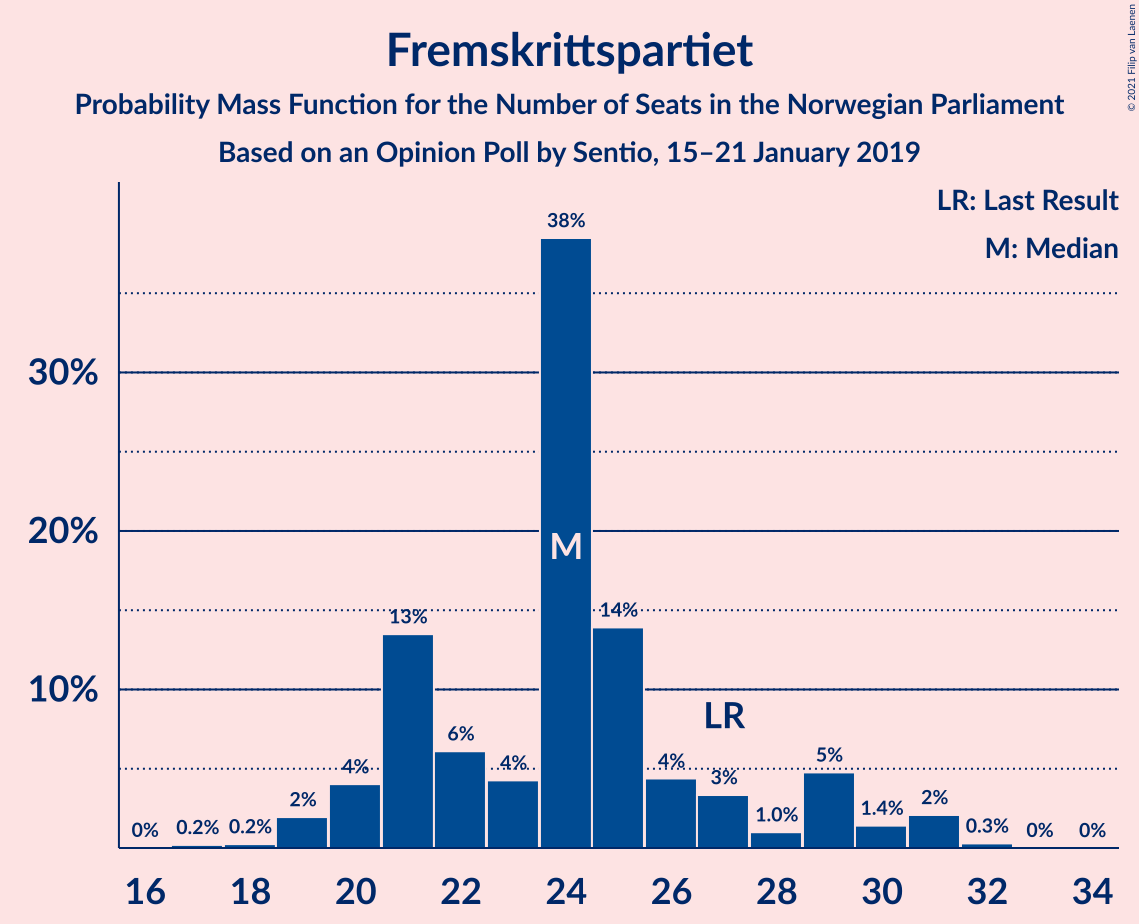 Fremskrittspartiet
Probability Mass Function for the Number of Seats in the Norwegian Parliament
Based on an Opinion Poll by Sentio, 15–21 January 2019
© 2021 Filip van Laenen
LR: Last Result
M: Median
38%
30%
20%
M
13%
14%
10%
LR
0%
0.2%
0.2%
2%
4%
6%
4%
4%
3%
1.0%
5%
1.4%
2%
0.3%
0%
0%
16 18 20 22 24 26 28 30 32 34